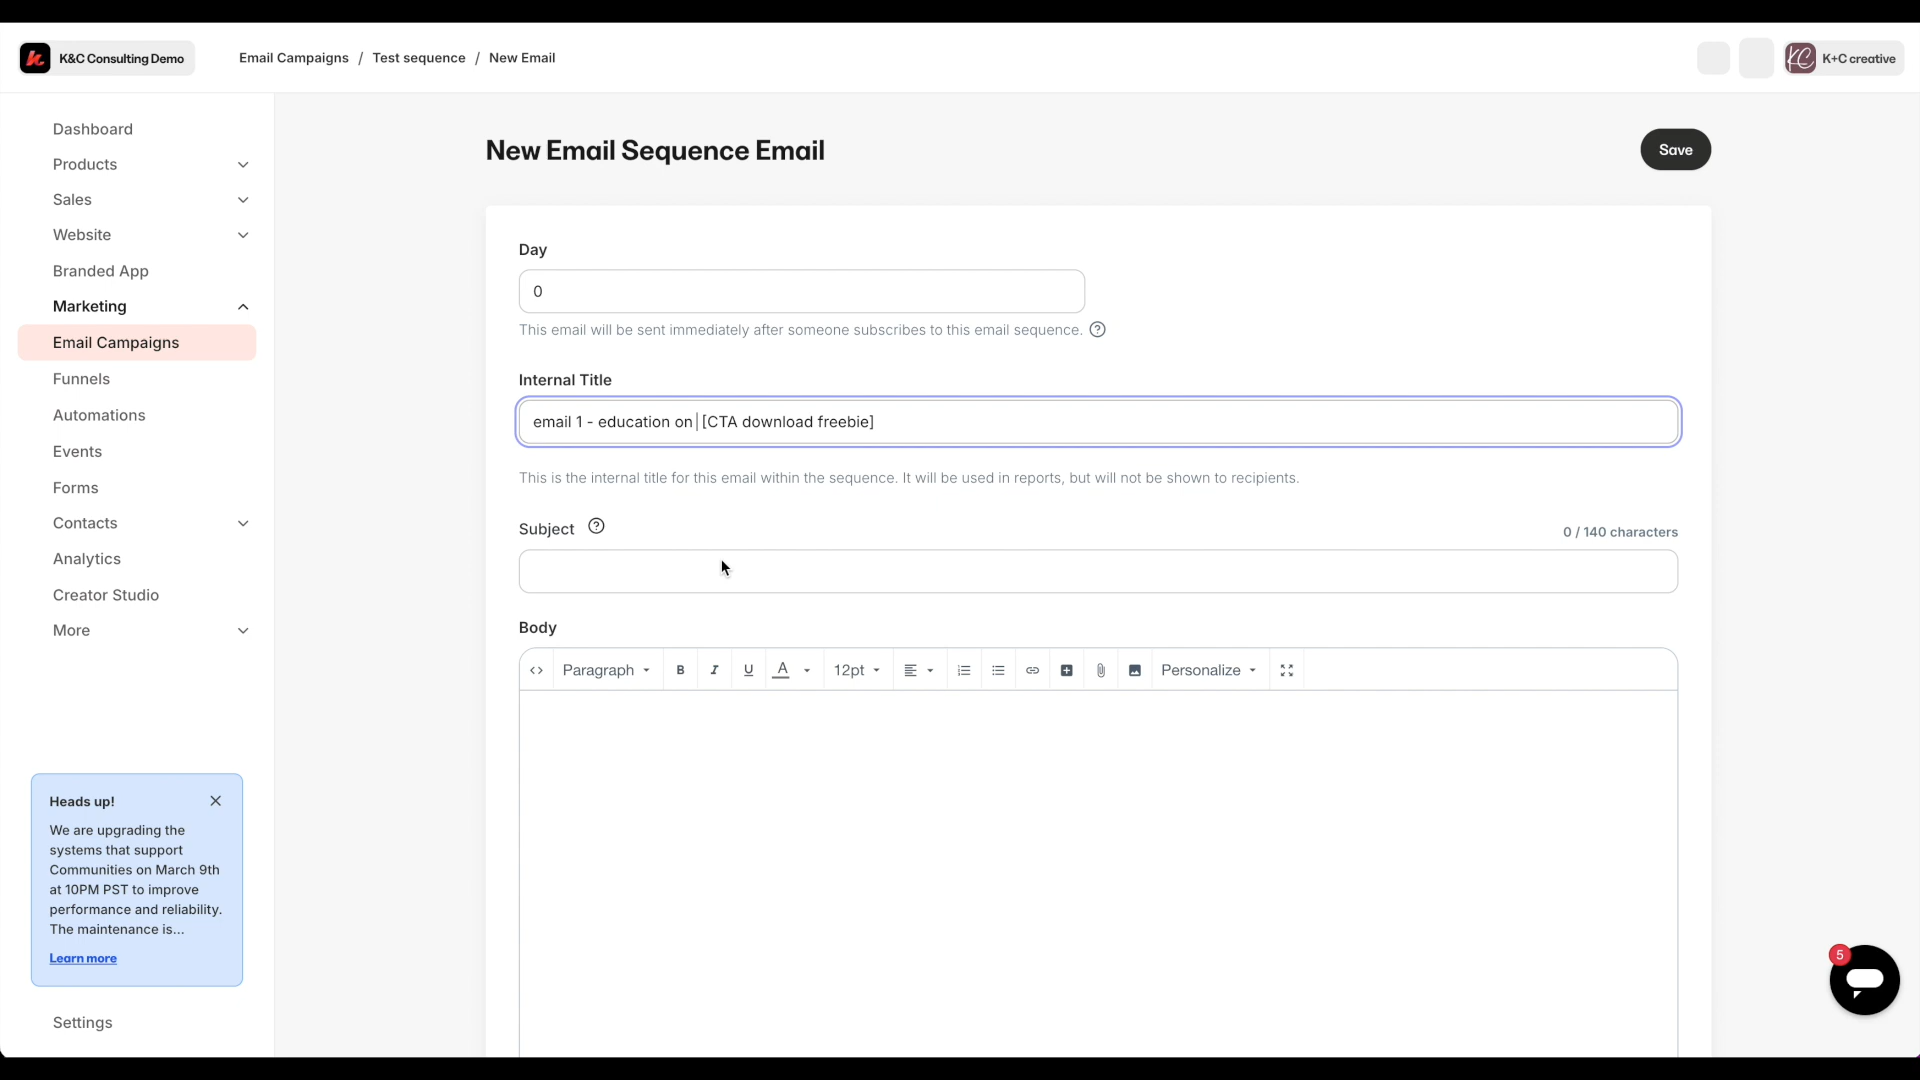 K&C Consulting Demo
Email Campaigns / Test sequence / New Email
K+C creative
Dashboard
Products
Sales
Website
Branded App
Marketing
Email Campaigns
Funnels
Automations
Events
Forms
Contacts
Analytics
Creator Studio
More
Heads up!
We are upgrading the
systems that support
Communities on March 9th
at 10PM PST to improve
performance and reliability.
The maintenance is...
Learn more
Settings
New Email Sequence Email
Save
Day
0
This email will be sent immediately after someone subscribes to this email sequence. ?
Internal Title
email 1 - education on [CTA download freebie]
This is the internal title for this email within the sequence. It will be used in reports, but will not be shown to recipients.
Subject ?
0 / 140 characters
Body
<> Paragraph B I U A 12pt Personalize
5